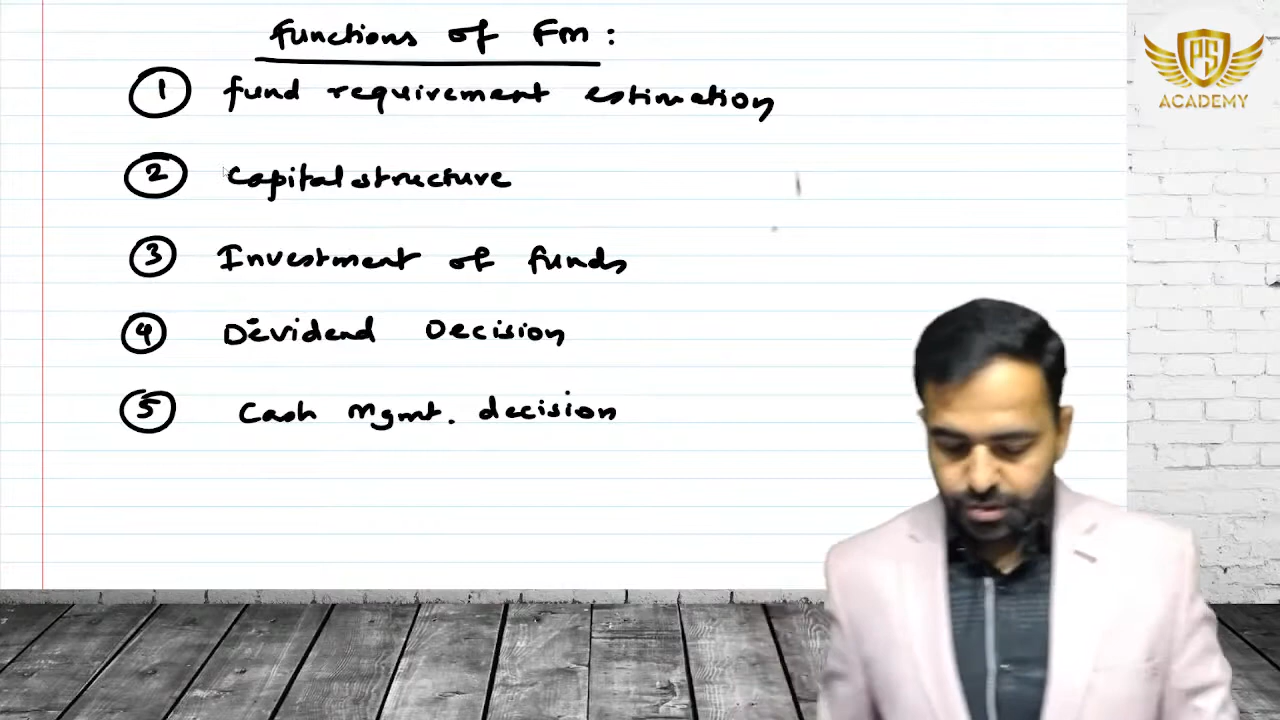 Functions of FM :
1 fund requirement estimation
2 Capital structure
3 Investment of funds
4 Devidend Decision
5 Cash Mgmt. decision
PS
ACADEMY